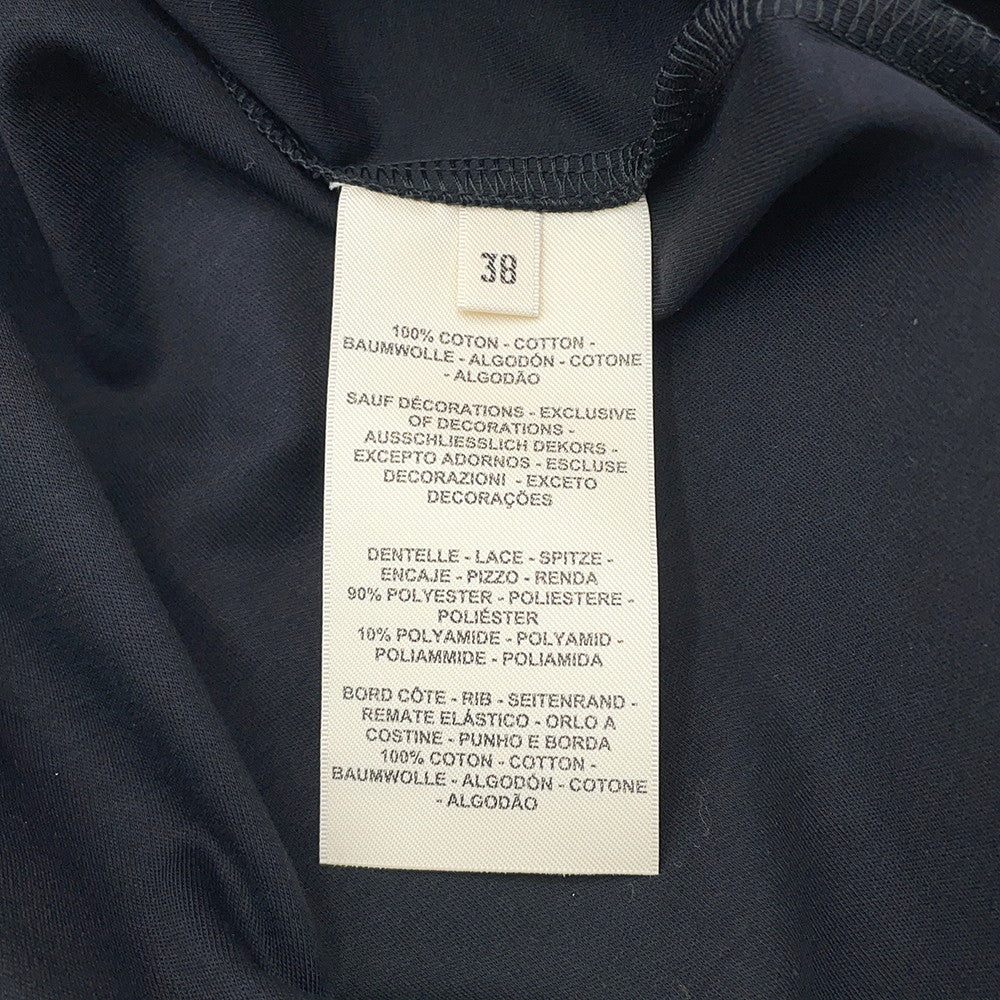 38
100% COTON - COTTON -
BAUMWOLLE - ALGODÓN - COTONE
- ALGODÃO
SAUF DÉCORATIONS - EXCLUSIVE
OF DECORATIONS -
AUSSCHLIESSLICH DEKORS -
EXCEPTO ADORNOS - ESCLUSE
DECORAZIONI - EXCETO
DECORAÇÕES
DENTELLE - LACE - SPITZE -
ENCAJE - PIZZO - RENDA
90% POLYESTER - POLIESTERE -
POLIÉSTER
10% POLYAMIDE - POLYAMID -
POLIAMMIDE - POLIAMIDA
BORD CÔTE - RIB - SEITENRAND -
REMATE ELÁSTICO - ORLO A
COSTINE - PUNHO E BORDA
100% COTON - COTTON -
BAUMWOLLE - ALGODÓN - COTONE
- ALGODÃO